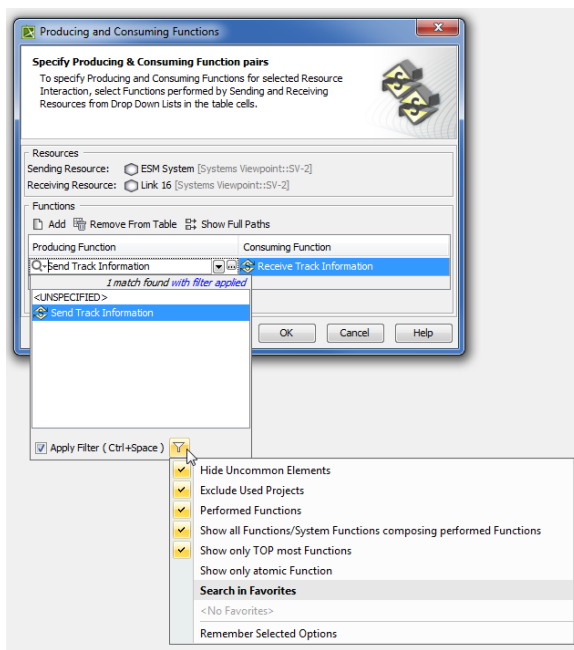 Producing and Consuming Functions
Specify Producing & Consuming Function pairs
To specify Producing and Consuming Functions for selected Resource
Interaction, select Functions performed by Sending and Receiving
Resources from Drop Down Lists in the table cells.
Resources
Sending Resource: ESM System [Systems Viewpoint::SV-2]
Receiving Resource: Link 16 [Systems Viewpoint::SV-2]
Functions
Add Remove From Table Show Full Paths
Producing Function Consuming Function
Send Track Information Receive Track Information
1 match found with filter applied
<UNSPECIFIED>
Send Track Information
OK Cancel Help
Apply Filter ( Ctrl+Space )
Hide Uncommon Elements
Exclude Used Projects
Performed Functions
Show all Functions/System Functions composing performed Functions
Show only TOP most Functions
Show only atomic Function
Search in Favorites
<No Favorites>
Remember Selected Options